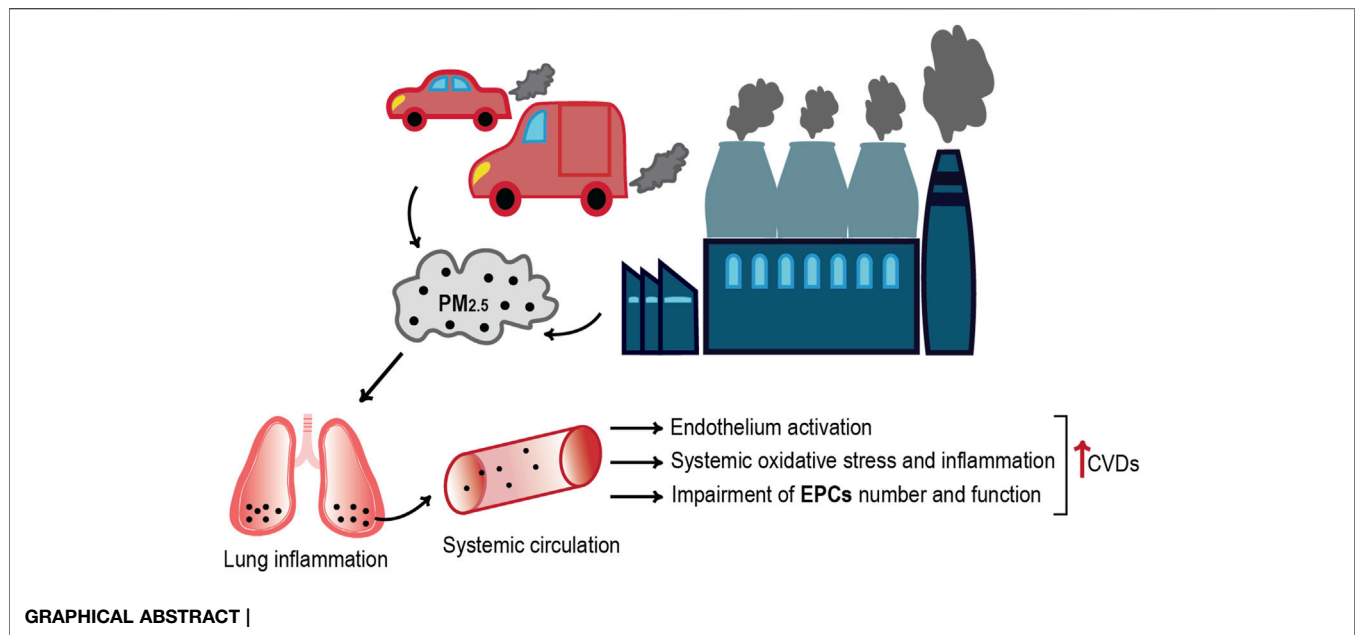 PM2.5
Endothelium activation
Systemic oxidative stress and inflammation
Impairment of EPCs number and function
CVDs
Lung inflammation
Systemic circulation
GRAPHICAL ABSTRACT |